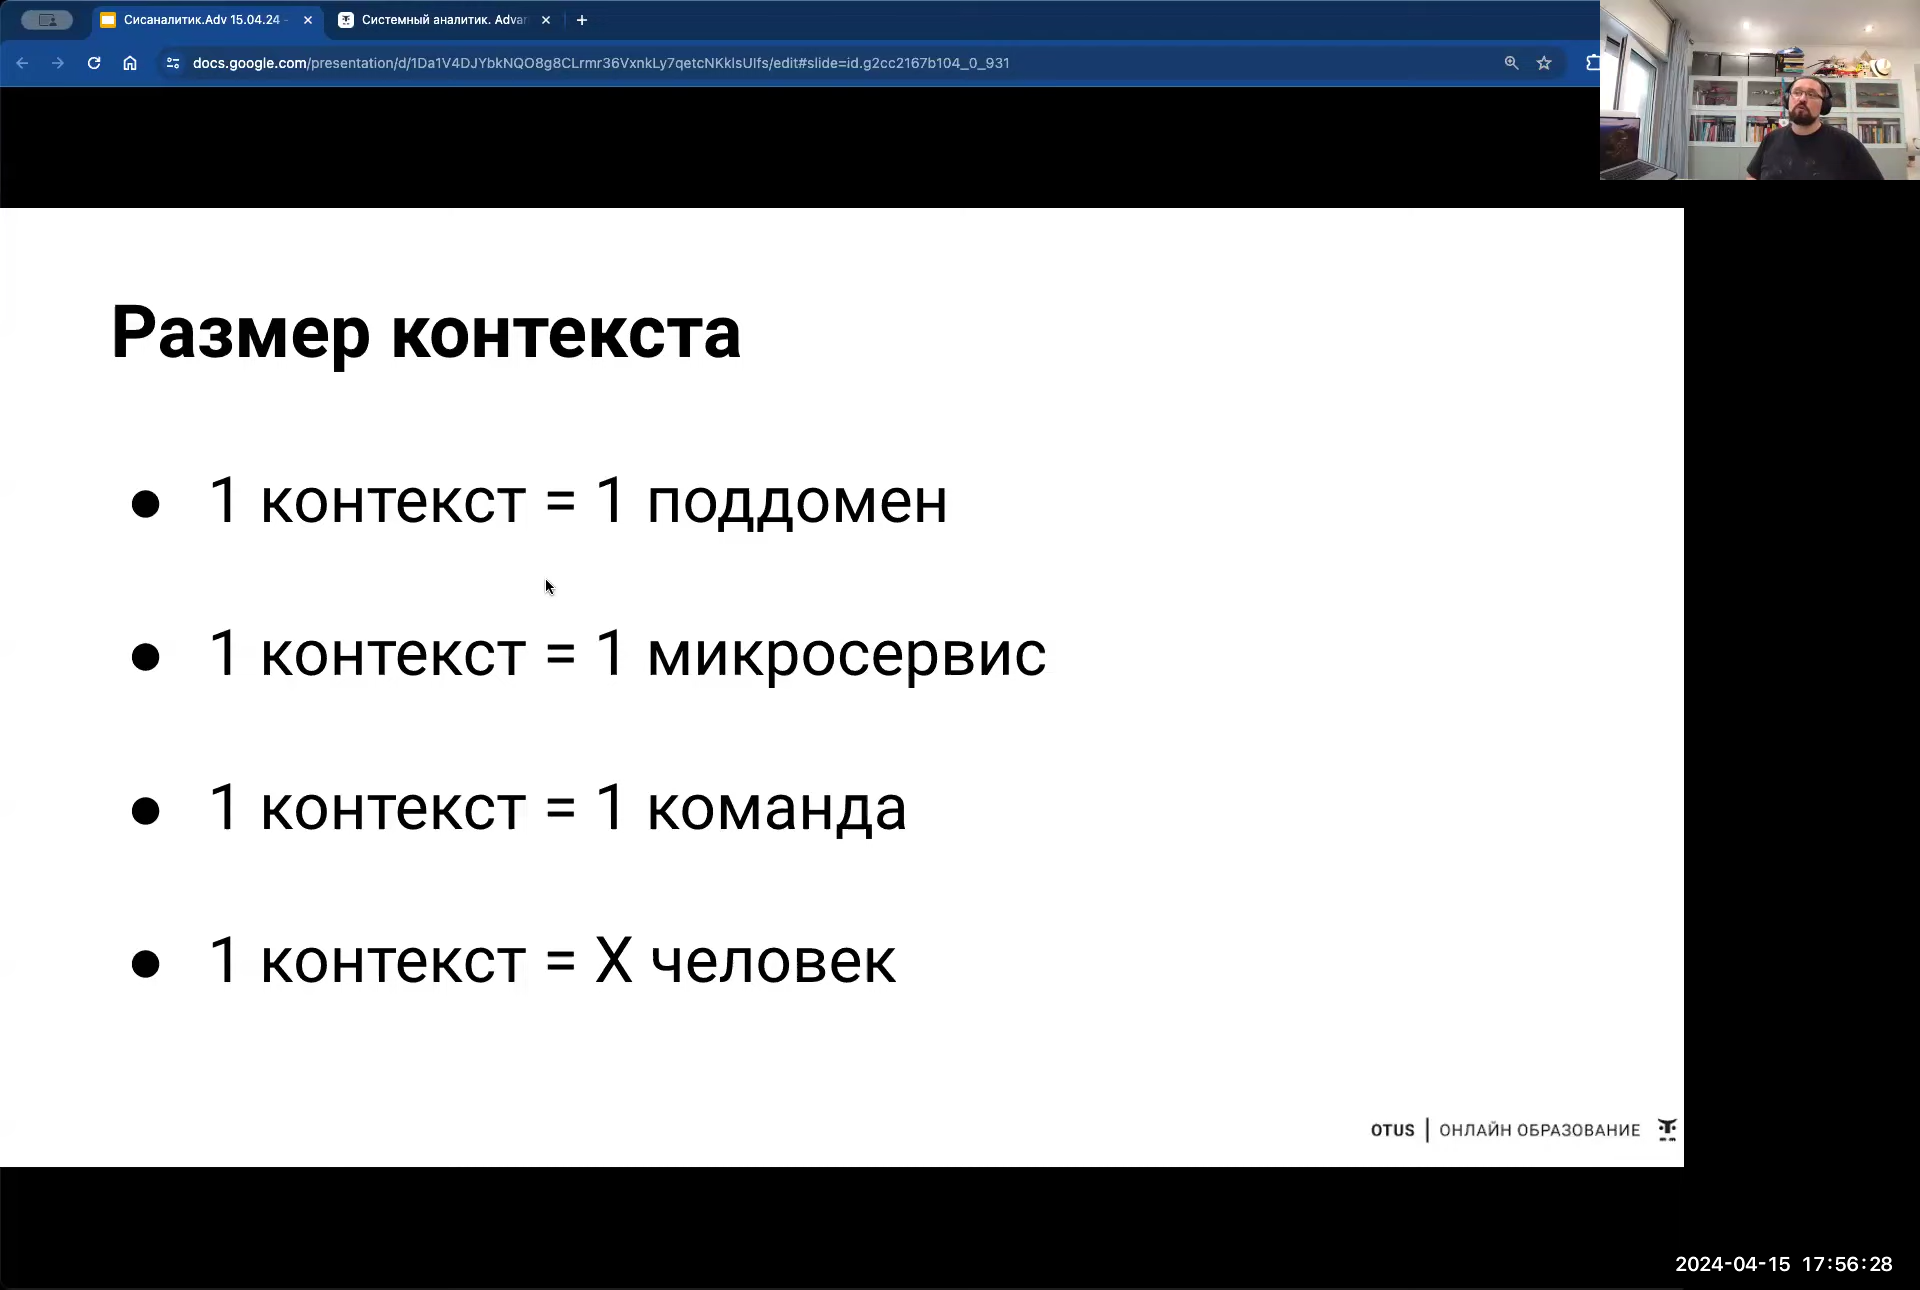 Сисаналитик.Adv 15.04.24 -
Системный аналитик. Advan
docs.google.com/presentation/d/1Da1V4DJYbkNQO8g8CLrmr36VxnkLy7qetcNKklsUlfs/edit#slide=id.g2cc2167b104_0_931
Размер контекста
● 1 контекст = 1 поддомен
● 1 контекст = 1 микросервис
● 1 контекст = 1 команда
● 1 контекст = X человек
OTUS | ОНЛАЙН ОБРАЗОВАНИЕ
2024-04-15 17:56:28